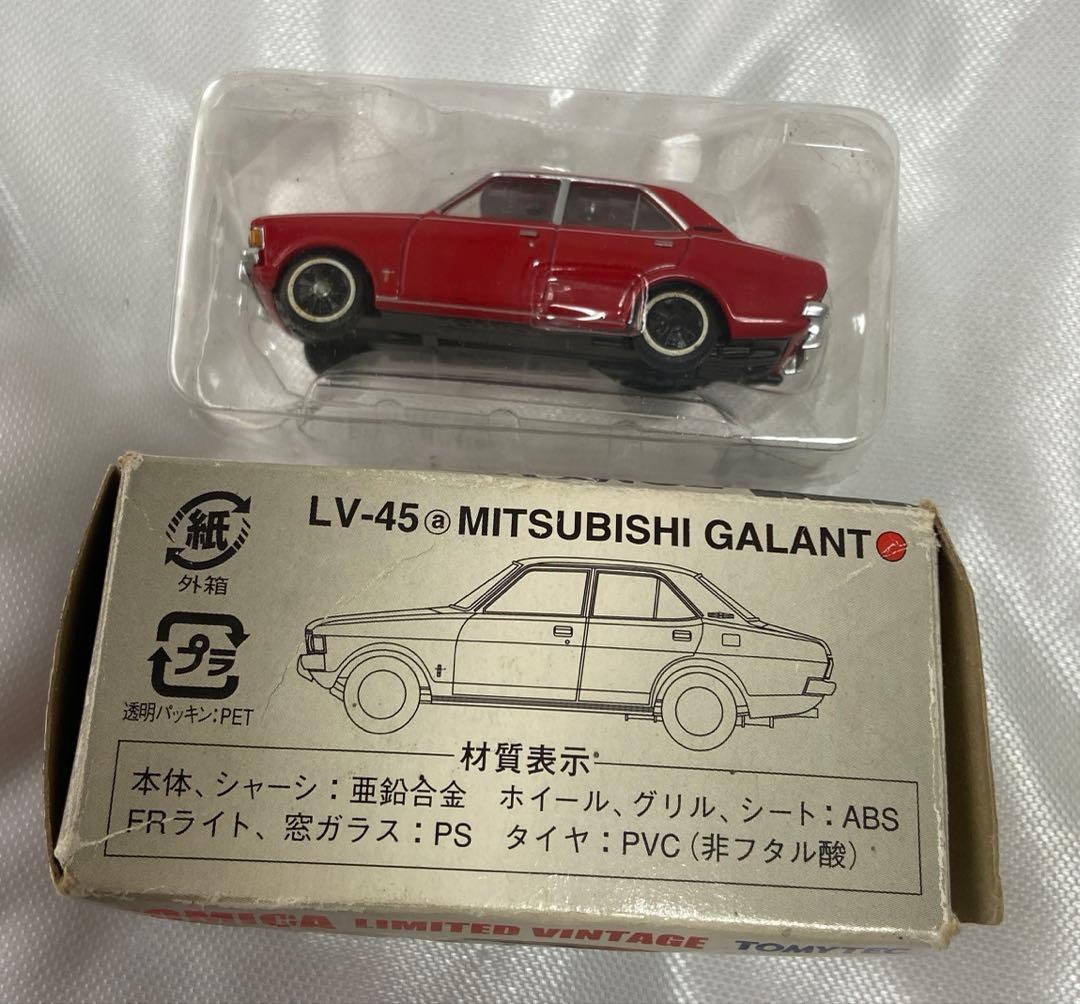 紙
外箱
LV-45ⓐ MITSUBISHI GALANT
プラ
透明パッキン:PET
材質表示
本体、シャーシ:亜鉛合金 ホイール、グリル、シート:ABS
FRライト、窓ガラス:PS タイヤ:PVC(非フタル酸)
OMICA LIMITED VINTAGE TOMYTEC